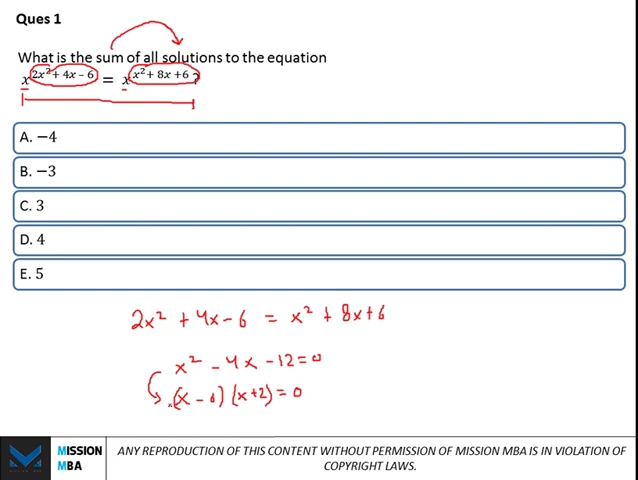 Ques 1
What is the sum of all solutions to the equation
x^(2x² + 4x − 6) = x^(x² + 8x + 6) ?
A. −4
B. −3
C. 3
D. 4
E. 5
2x² + 4x − 6 = x² + 8x + 6
x² − 4x − 12 = 0
(x − 6) (x + 2) = 0
MISSION MBA
ANY REPRODUCTION OF THIS CONTENT WITHOUT PERMISSION OF MISSION MBA IS IN VIOLATION OF
COPYRIGHT LAWS.